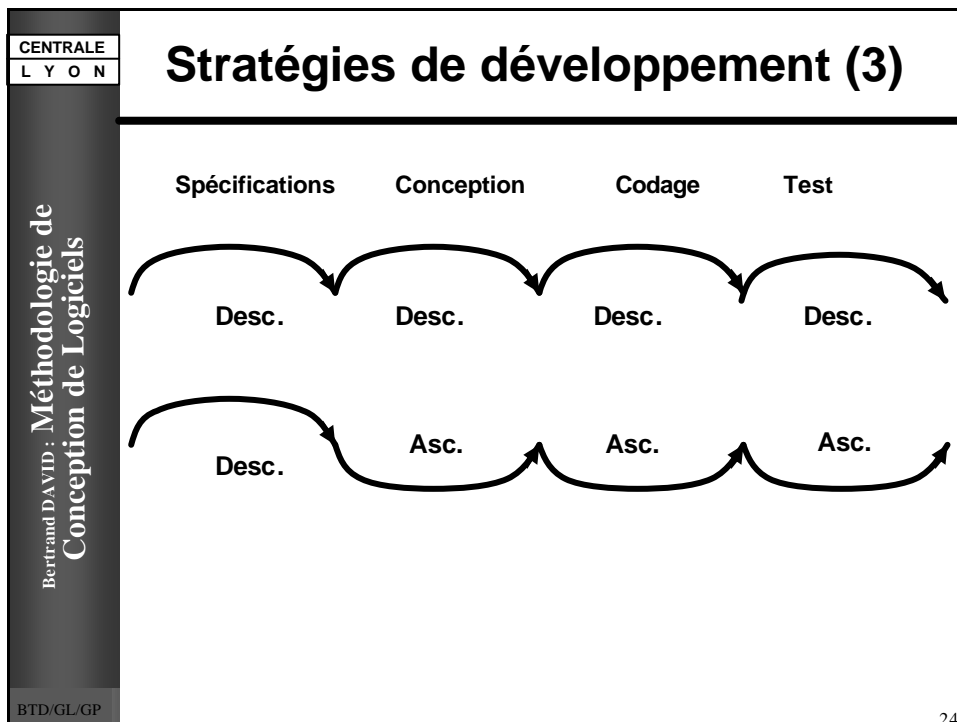 CENTRALE
L Y O N
Stratégies de développement (3)
Bertrand DAVID : Méthodologie de
Conception de Logiciels
Spécifications Conception Codage Test
Desc. Desc. Desc. Desc.
Desc. Asc. Asc. Asc.
BTD/GL/GP
24